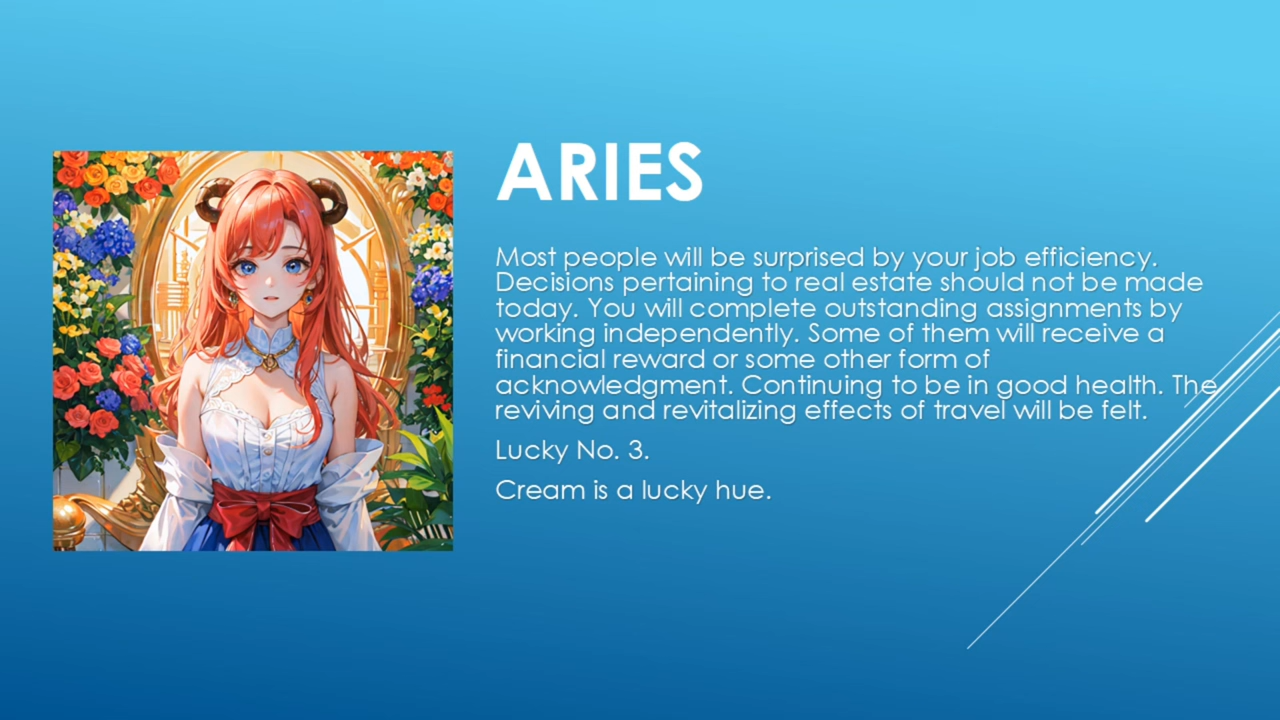 ARIES
Most people will be surprised by your job efficiency.
Decisions pertaining to real estate should not be made
today. You will complete outstanding assignments by
working independently. Some of them will receive a
financial reward or some other form of
acknowledgment. Continuing to be in good health. The
reviving and revitalizing effects of travel will be felt.
Lucky No. 3.
Cream is a lucky hue.